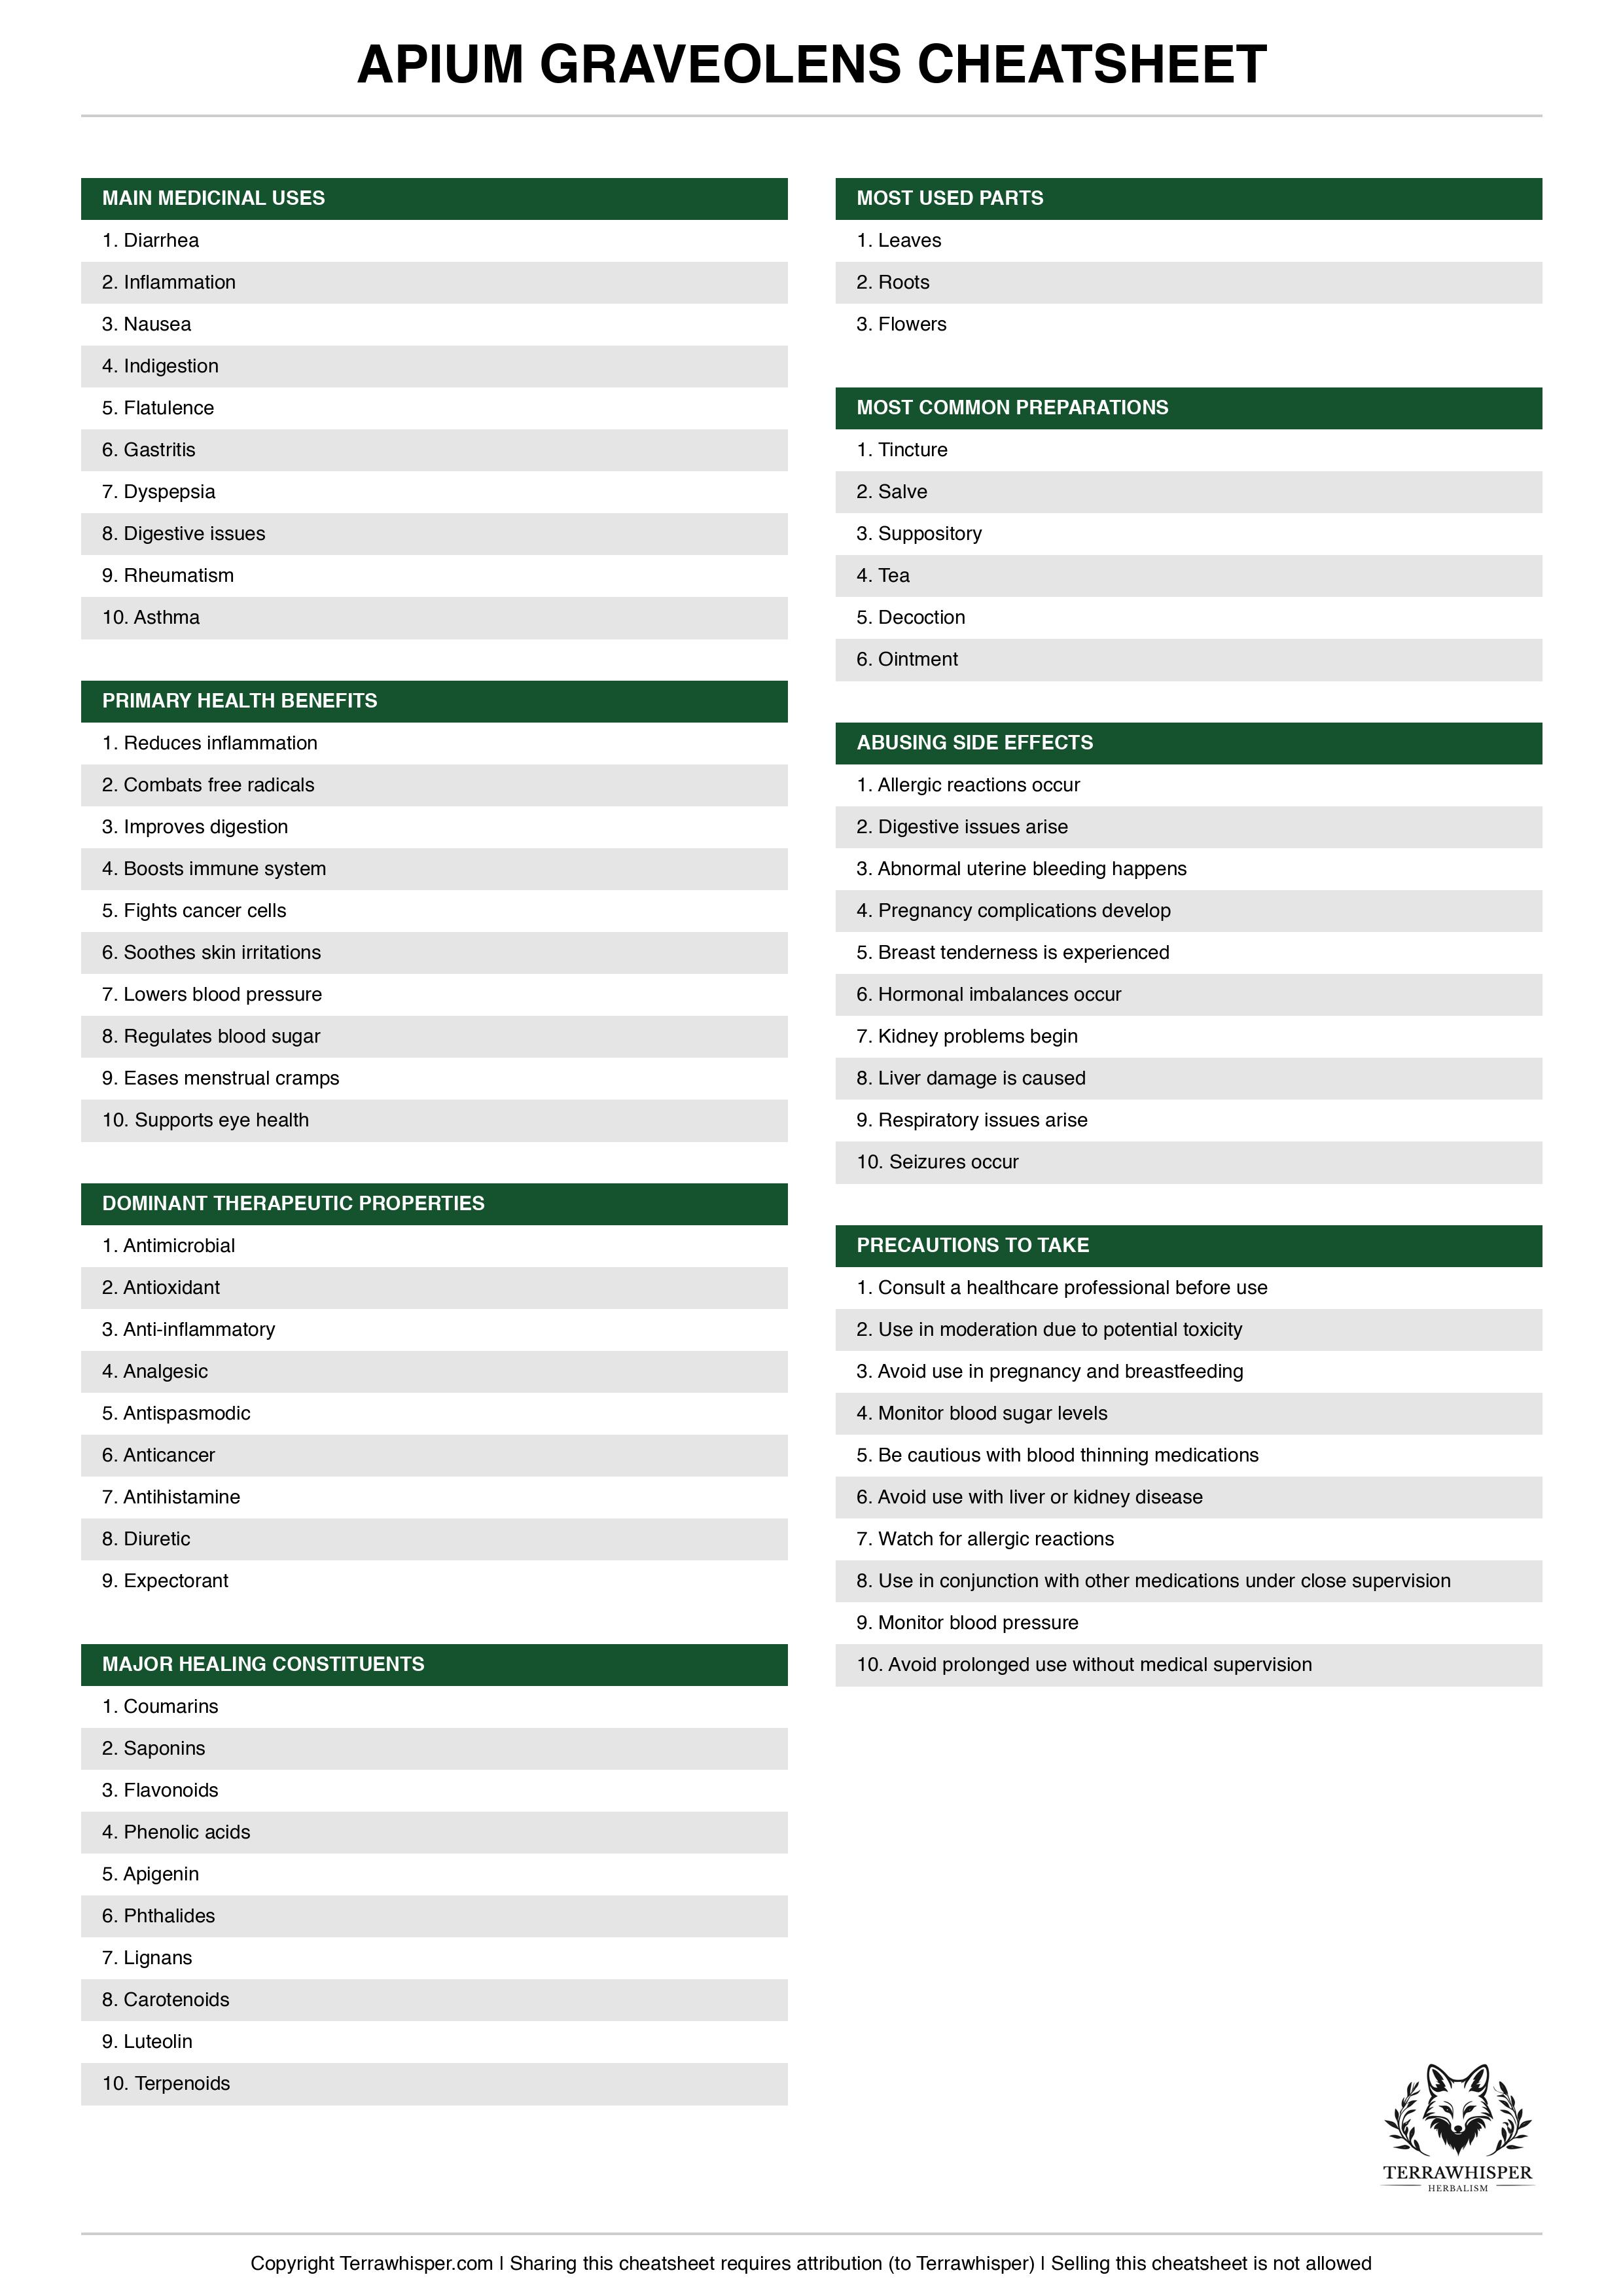 APIUM GRAVEOLENS CHEATSHEET
MAIN MEDICINAL USES
1. Diarrhea
2. Inflammation
3. Nausea
4. Indigestion
5. Flatulence
6. Gastritis
7. Dyspepsia
8. Digestive issues
9. Rheumatism
10. Asthma
PRIMARY HEALTH BENEFITS
1. Reduces inflammation
2. Combats free radicals
3. Improves digestion
4. Boosts immune system
5. Fights cancer cells
6. Soothes skin irritations
7. Lowers blood pressure
8. Regulates blood sugar
9. Eases menstrual cramps
10. Supports eye health
DOMINANT THERAPEUTIC PROPERTIES
1. Antimicrobial
2. Antioxidant
3. Anti-inflammatory
4. Analgesic
5. Antispasmodic
6. Anticancer
7. Antihistamine
8. Diuretic
9. Expectorant
MAJOR HEALING CONSTITUENTS
1. Coumarins
2. Saponins
3. Flavonoids
4. Phenolic acids
5. Apigenin
6. Phthalides
7. Lignans
8. Carotenoids
9. Luteolin
10. Terpenoids
MOST USED PARTS
1. Leaves
2. Roots
3. Flowers
MOST COMMON PREPARATIONS
1. Tincture
2. Salve
3. Suppository
4. Tea
5. Decoction
6. Ointment
ABUSING SIDE EFFECTS
1. Allergic reactions occur
2. Digestive issues arise
3. Abnormal uterine bleeding happens
4. Pregnancy complications develop
5. Breast tenderness is experienced
6. Hormonal imbalances occur
7. Kidney problems begin
8. Liver damage is caused
9. Respiratory issues arise
10. Seizures occur
PRECAUTIONS TO TAKE
1. Consult a healthcare professional before use
2. Use in moderation due to potential toxicity
3. Avoid use in pregnancy and breastfeeding
4. Monitor blood sugar levels
5. Be cautious with blood thinning medications
6. Avoid use with liver or kidney disease
7. Watch for allergic reactions
8. Use in conjunction with other medications under close supervision
9. Monitor blood pressure
10. Avoid prolonged use without medical supervision
TERRAWHISPER
HERBALISM
Copyright Terrawhisper.com | Sharing this cheatsheet requires attribution (to Terrawhisper) | Selling this cheatsheet is not allowed